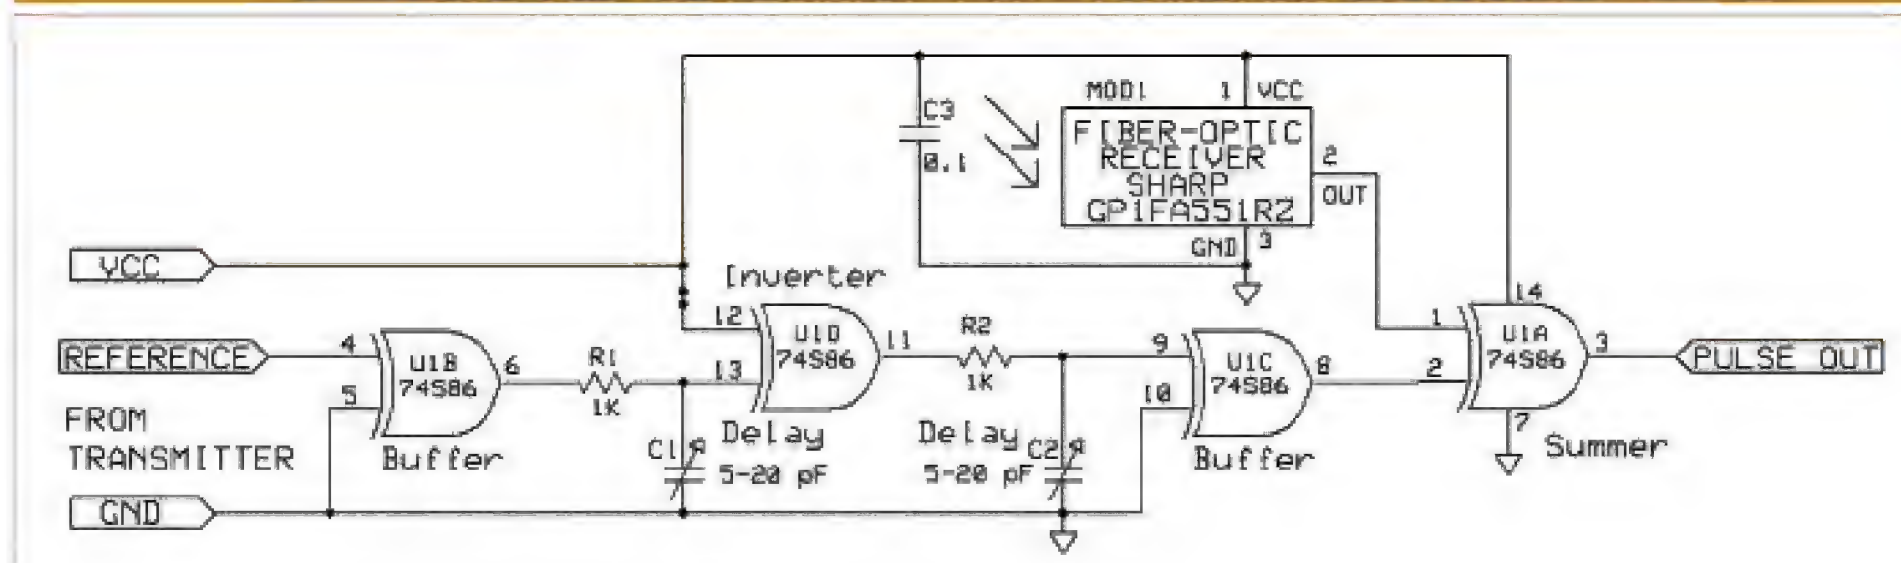 MOD1
1
VCC
C3
0.1
FIBER-OPTIC
RECEIVER
SHARP
GP1FA551RZ
2
OUT
GND
3
VCC
Inverter
12
U1D
74S86
11
13
14
1
U1A
74S86
3
2
7
PULSE OUT
REFERENCE
4
U1B
74S86
6
5
R1
1K
R2
1K
9
U1C
74S86
8
10
FROM
TRANSMITTER
Buffer
C1
Delay
5-20 pF
Delay
C2
5-20 pF
Buffer
Summer
GND